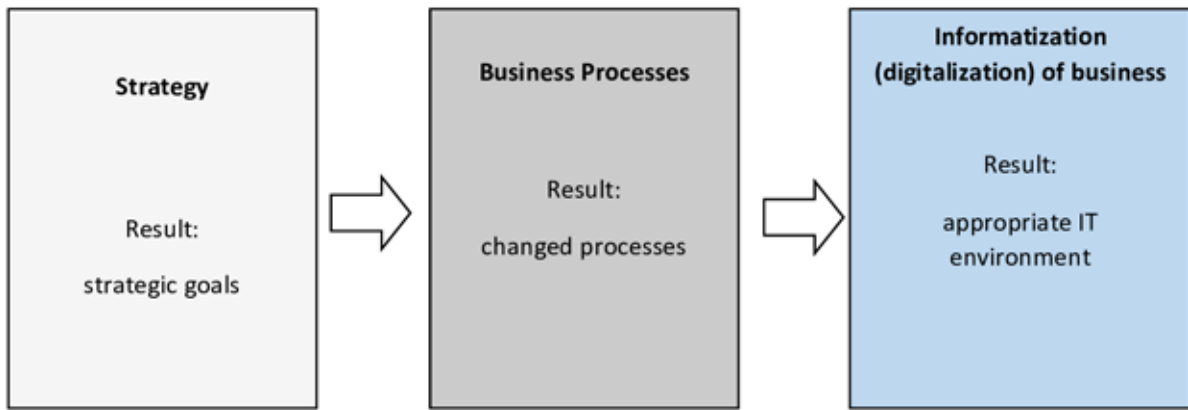 Strategy
Result:
strategic goals
Business Processes
Result:
changed processes
Informatization
(digitalization) of business
Result:
appropriate IT
environment